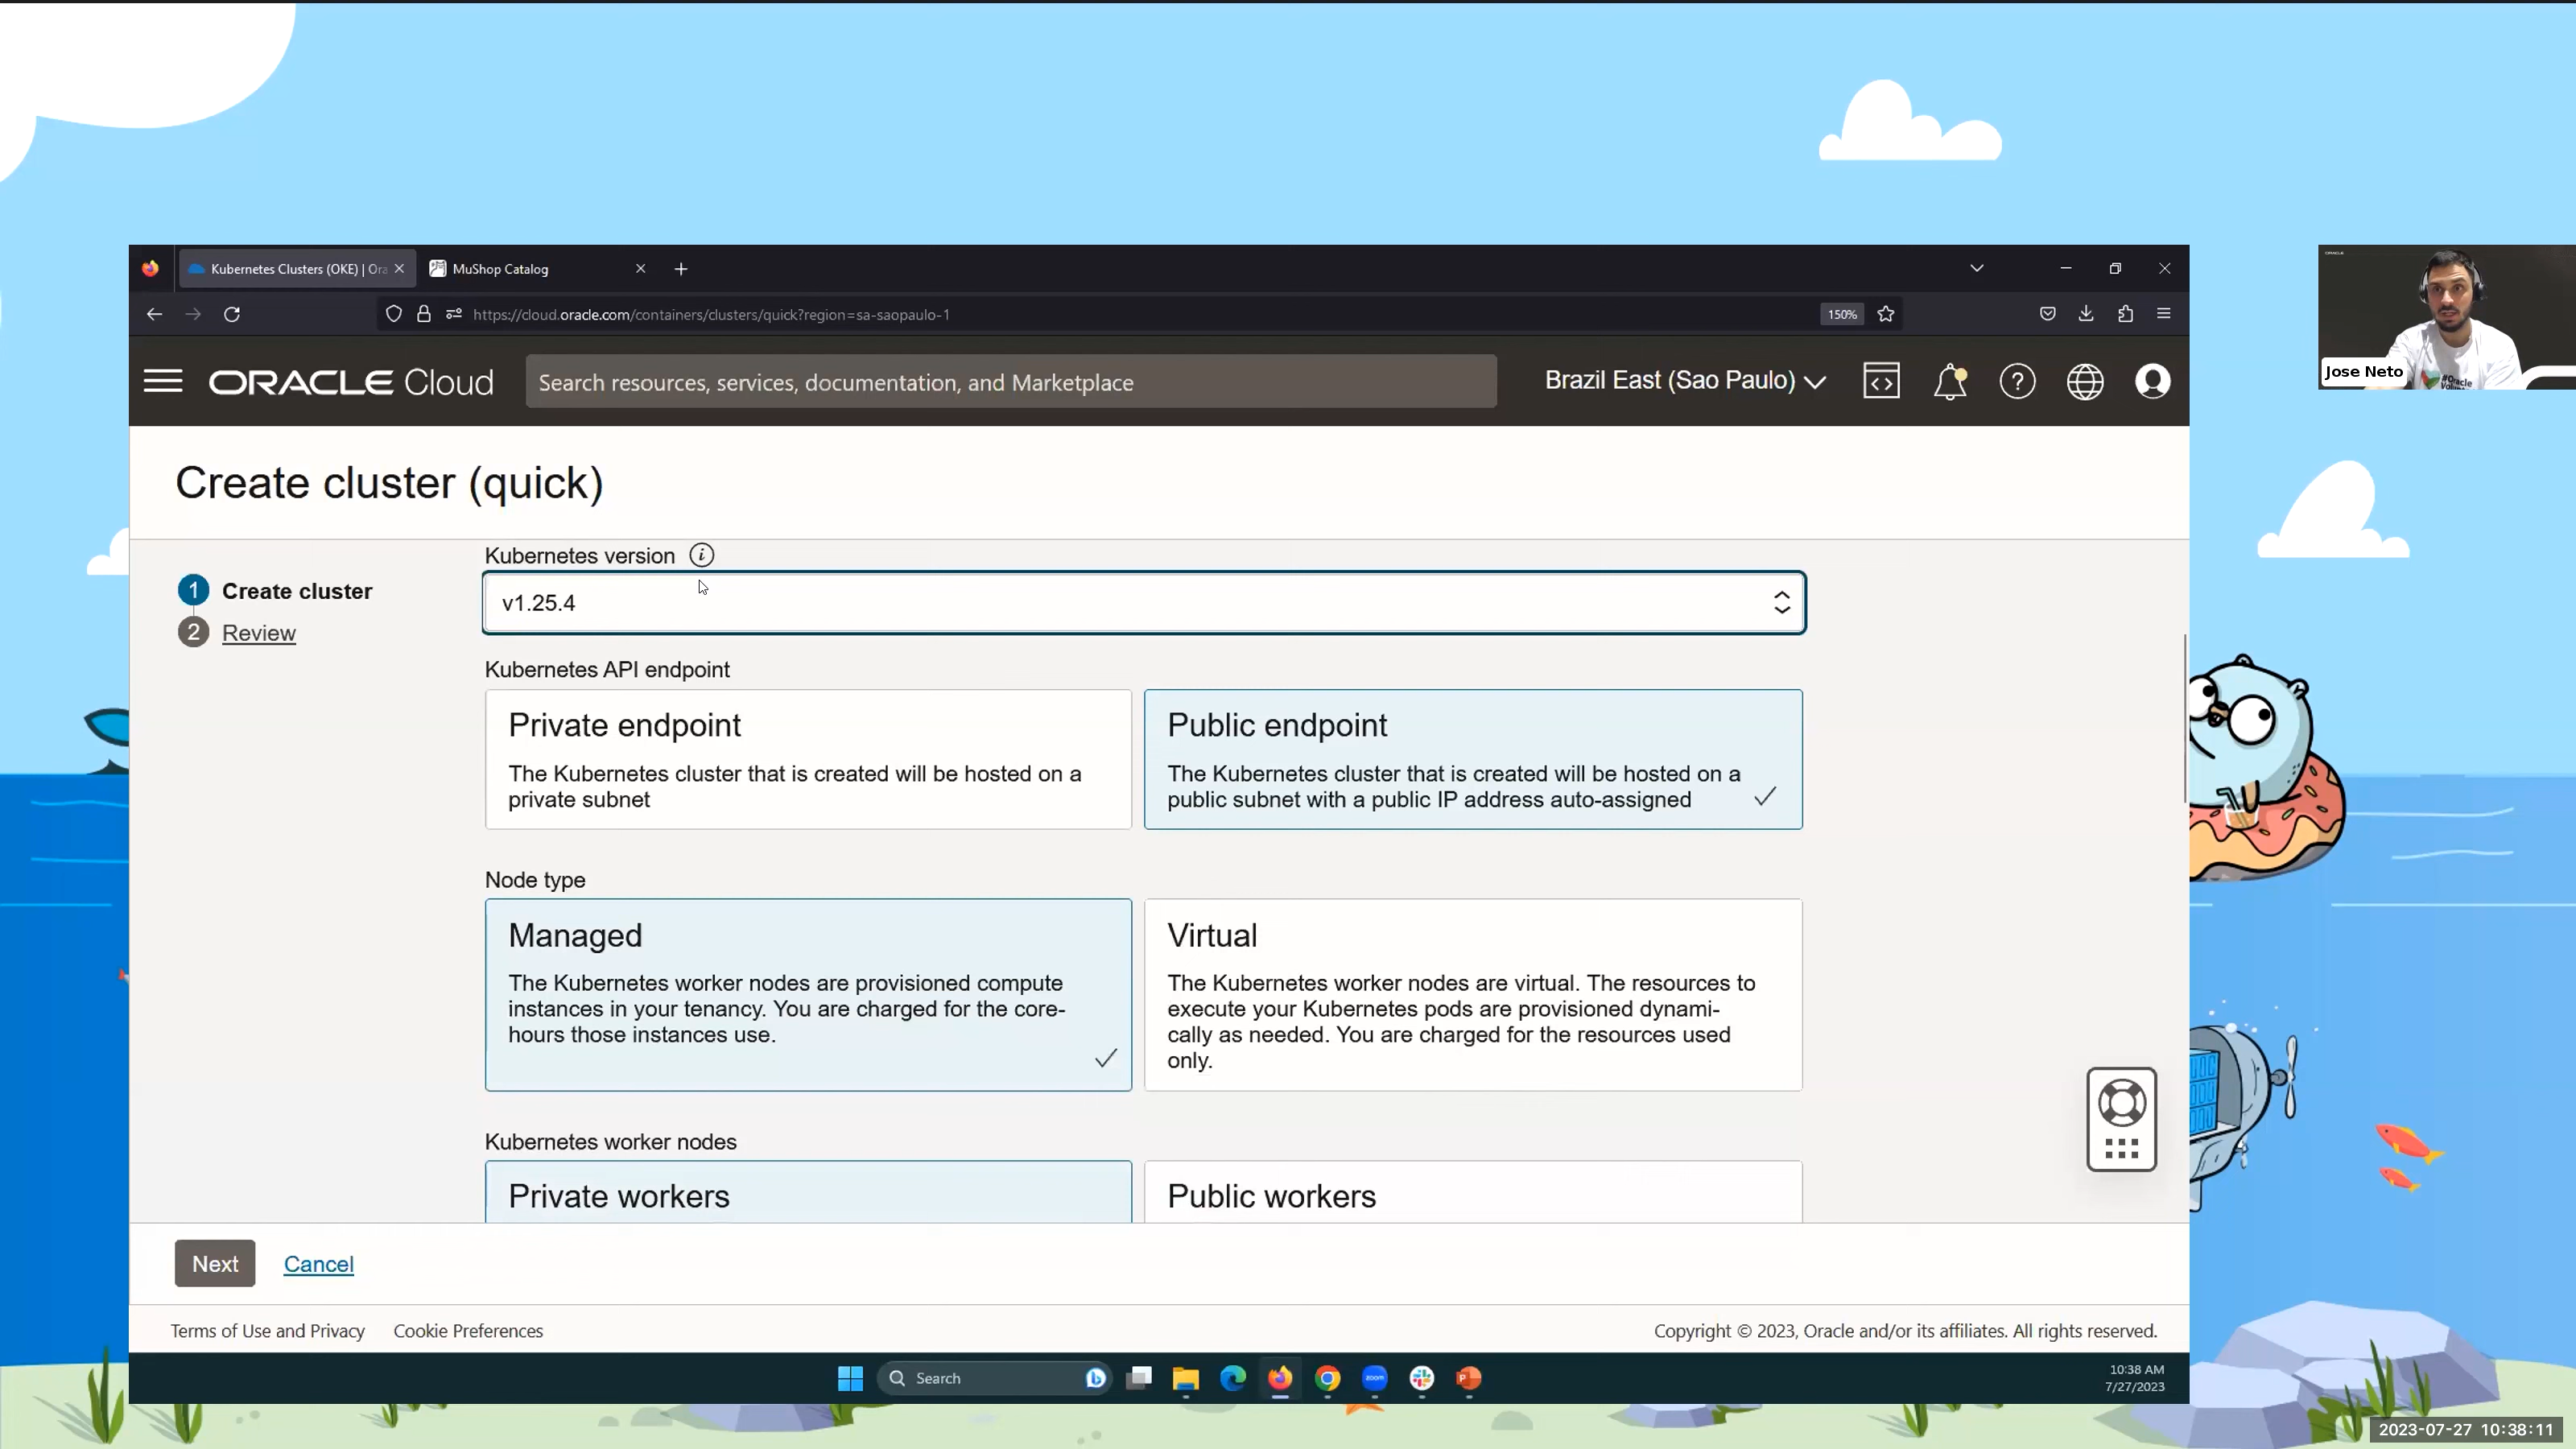 Kubernetes Clusters (OKE) | Ora
MuShop Catalog
https://cloud.oracle.com/containers/clusters/quick?region=sa-saopaulo-1
150%
ORACLE Cloud
Search resources, services, documentation, and Marketplace
Brazil East (Sao Paulo)
ORACLE
Jose Neto
#Oracle
Create cluster (quick)
1 Create cluster
2 Review
Kubernetes version i
v1.25.4
Kubernetes API endpoint
Private endpoint
The Kubernetes cluster that is created will be hosted on a
private subnet
Public endpoint
The Kubernetes cluster that is created will be hosted on a
public subnet with a public IP address auto-assigned
Node type
Managed
The Kubernetes worker nodes are provisioned compute
instances in your tenancy. You are charged for the core-
hours those instances use.
Virtual
The Kubernetes worker nodes are virtual. The resources to
execute your Kubernetes pods are provisioned dynami-
cally as needed. You are charged for the resources used
only.
Kubernetes worker nodes
Private workers
Public workers
Next
Cancel
Terms of Use and Privacy
Cookie Preferences
Copyright © 2023, Oracle and/or its affiliates. All rights reserved.
Search
zoom
10:38 AM
7/27/2023
2023-07-27 10:38:11